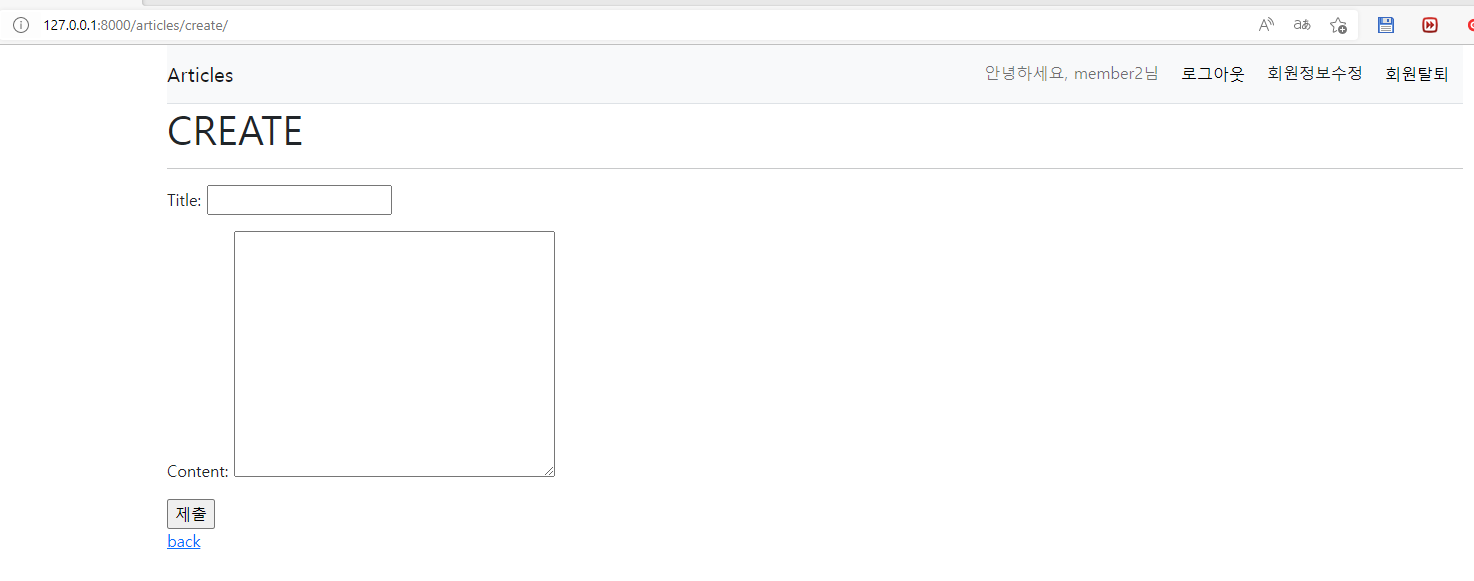 127.0.0.1:8000/articles/create/
Articles 안녕하세요, member2님 로그아웃 회원정보수정 회원탈퇴
CREATE
Title:
Content:
제출
back